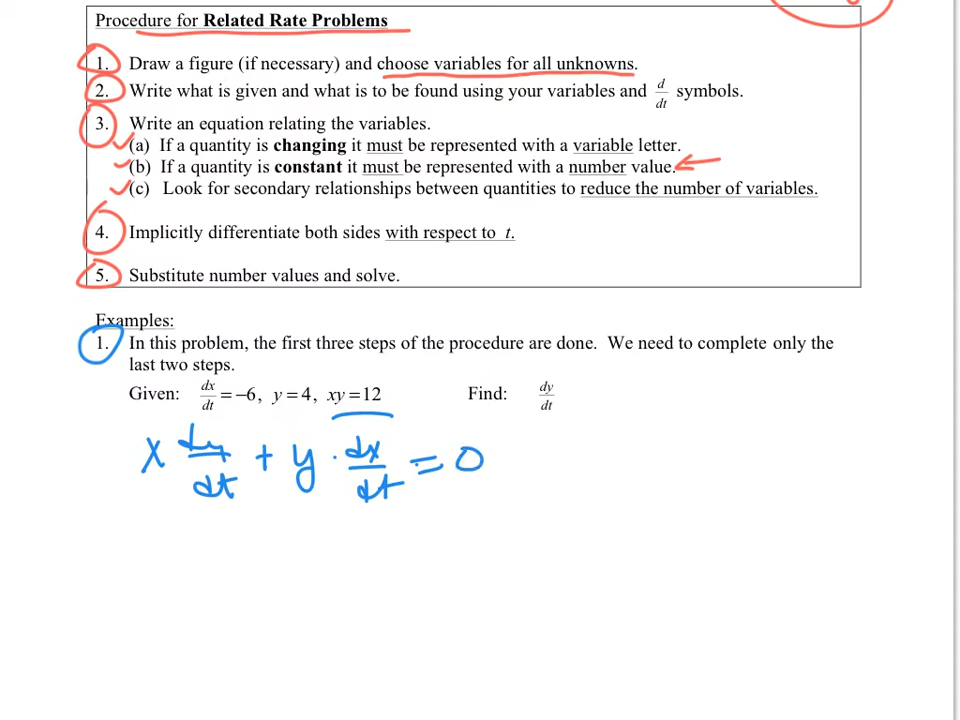 Procedure for Related Rate Problems
1. Draw a figure (if necessary) and choose variables for all unknowns.
2. Write what is given and what is to be found using your variables and d/dt symbols.
3. Write an equation relating the variables.
(a) If a quantity is changing it must be represented with a variable letter.
(b) If a quantity is constant it must be represented with a number value.
(c) Look for secondary relationships between quantities to reduce the number of variables.
4. Implicitly differentiate both sides with respect to t.
5. Substitute number values and solve.
Examples:
1. In this problem, the first three steps of the procedure are done. We need to complete only the
last two steps.
Given: dx/dt = −6, y = 4, xy = 12 Find: dy/dt
x dy/dt + y · dx/dt = 0